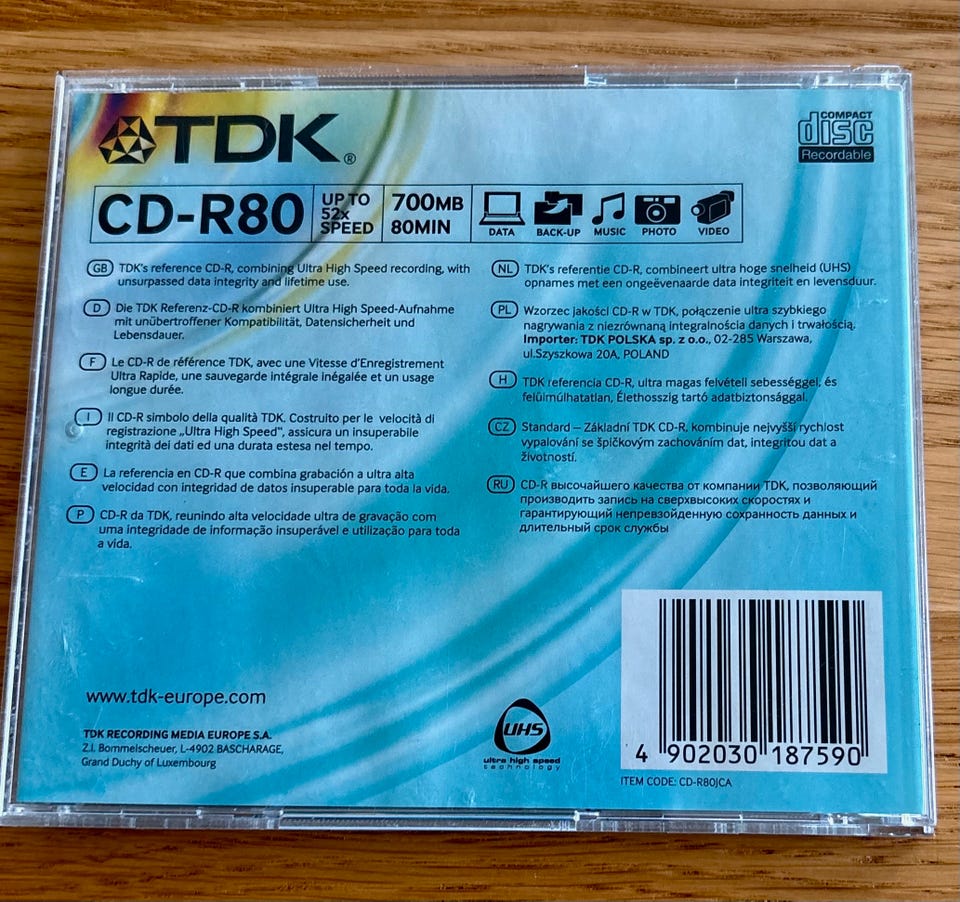 TDK®
COMPACT
disc
Recordable
CD-R80
UP TO
52x
SPEED
700MB
80MIN
DATA
BACK-UP
MUSIC
PHOTO
VIDEO
GB TDK's reference CD-R, combining Ultra High Speed recording, with
unsurpassed data integrity and lifetime use.
D Die TDK Referenz-CD-R kombiniert Ultra High Speed-Aufnahme
mit unübertroffener Kompatibilität, Datensicherheit und
Lebensdauer.
F Le CD-R de référence TDK, avec une Vitesse d'Enregistrement
Ultra Rapide, une sauvegarde intégrale inégalée et un usage
longue durée.
I Il CD-R simbolo della qualità TDK. Costruito per le velocità di
registrazione „Ultra High Speed", assicura un insuperabile
integrità dei dati ed una durata estesa nel tempo.
E La referencia en CD-R que combina grabación a ultra alta
velocidad con integridad de datos insuperable para toda la vida.
P CD-R da TDK, reunindo alta velocidade ultra de gravação com
uma integridade de informação insuperável e utilização para toda
a vida.
NL TDK's referentie CD-R, combineert ultra hoge snelheid (UHS)
opnames met een ongeëvenaarde data integriteit en levensduur.
PL Wzorzec jakości CD-R w TDK, połączenie ultra szybkiego
nagrywania z niezrównaną integralnościa danych i trwałością.
Importer: TDK POLSKA sp. z o.o., 02-285 Warszawa,
ul.Szyszkowa 20A, POLAND
H TDK referencia CD-R, ultra magas felvételi sebességgel, és
felülmúlhatatlan, Élethosszig tartó adatbiztonsággal.
CZ Standard – Základní TDK CD-R, kombinuje nejvyšší rychlost
vypalování se špičkovým zachováním dat, integritou dat a
životností.
RU CD-R высочайшего качества от компании TDK, позволяющий
производить запись на сверхвысоких скоростях и
гарантирующий непревзойденную сохранность данных и
длительный срок службы
www.tdk-europe.com
TDK RECORDING MEDIA EUROPE S.A.
Z.I. Bommelscheuer, L-4902 BASCHARAGE,
Grand Duchy of Luxembourg
UHS
ultra high speed
technology
4 902030 187590
ITEM CODE: CD-R80JCA